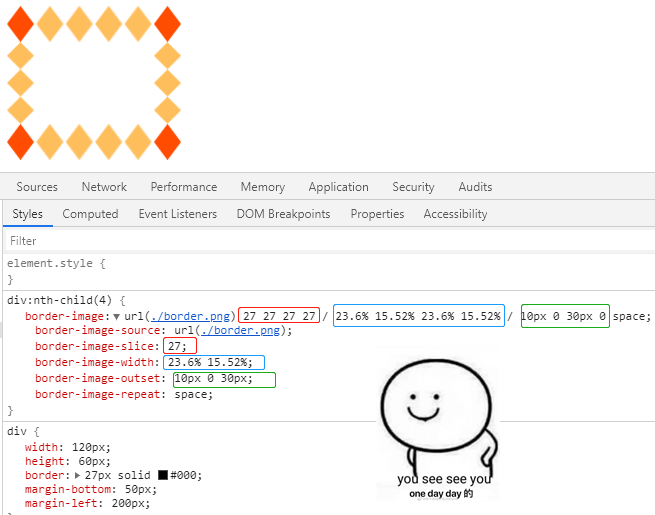 Sources Network Performance Memory Application Security Audits
Styles Computed Event Listeners DOM Breakpoints Properties Accessibility
Filter
element.style {
}
div:nth-child(4) {
border-image: url(./border.png) 27 27 27 27 / 23.6% 15.52% 23.6% 15.52% / 10px 0 30px 0 space;
border-image-source: url(./border.png);
border-image-slice: 27;
border-image-width: 23.6% 15.52%;
border-image-outset: 10px 0 30px;
border-image-repeat: space;
}
div {
width: 120px;
height: 60px;
border: 27px solid #000;
margin-bottom: 50px;
margin-left: 200px;
}
you see see you
one day day 的